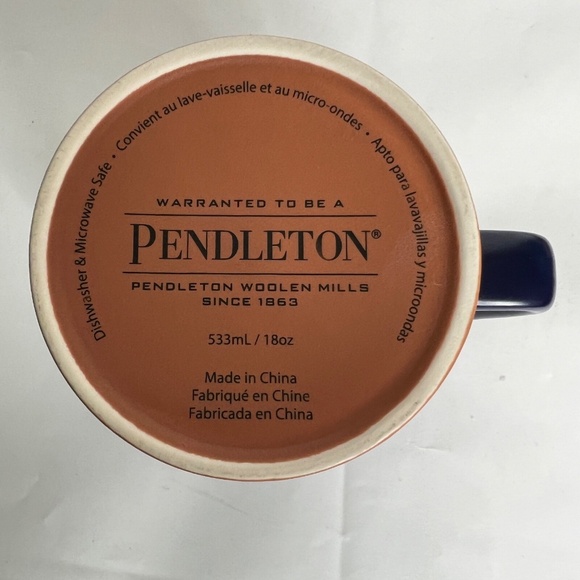 Dishwasher & Microwave Safe • Convient au lave-vaisselle et au micro-ondes • Apto para lavavajillas y microondas
WARRANTED TO BE A
PENDLETON®
PENDLETON WOOLEN MILLS
SINCE 1863
533mL / 18oz
Made in China
Fabriqué en Chine
Fabricada en China